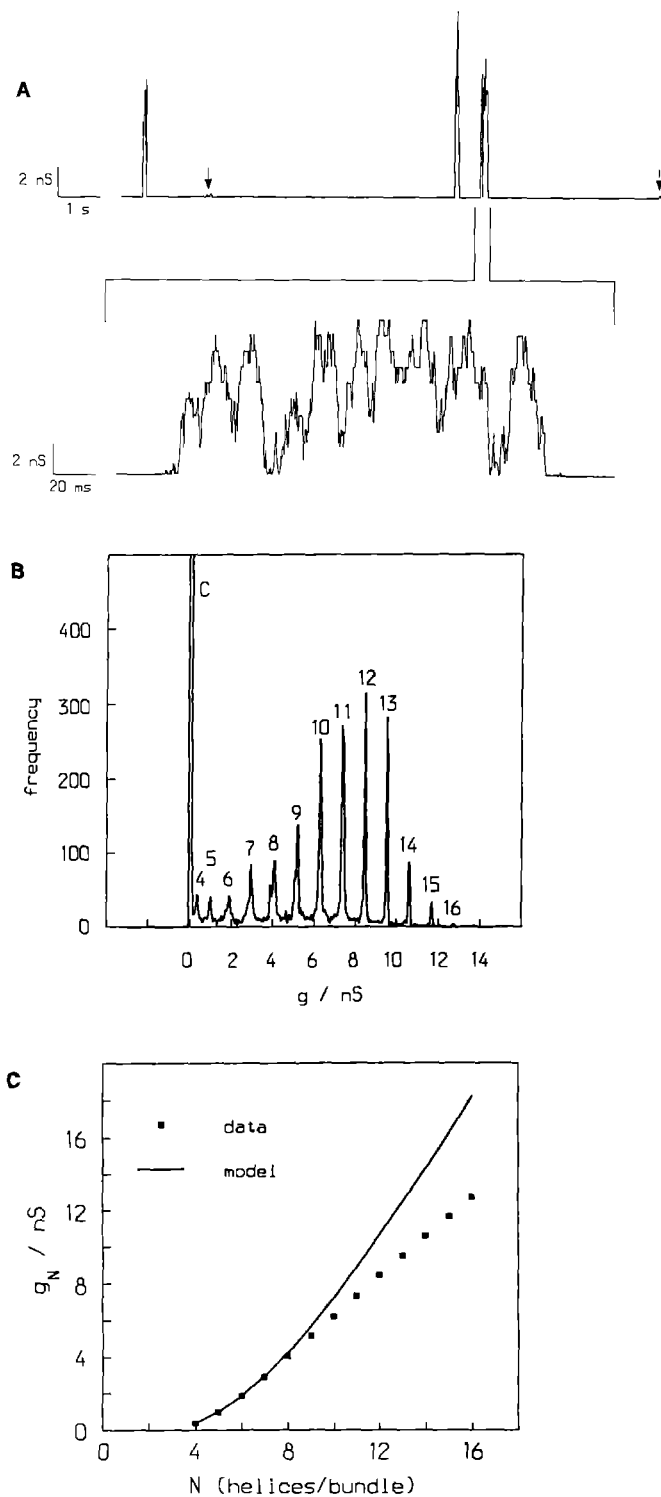 A
2 nS
1 s
2 nS
20 ms
B
C
400
300
200
100
0
frequency
4
5
6
7
8
9
10
11
12
13
14
15
16
0 2 4 6 8 10 12 14
g / nS
C
data
model
16
12
8
4
0
g_N / nS
0 4 8 12 16
N (helices/bundle)